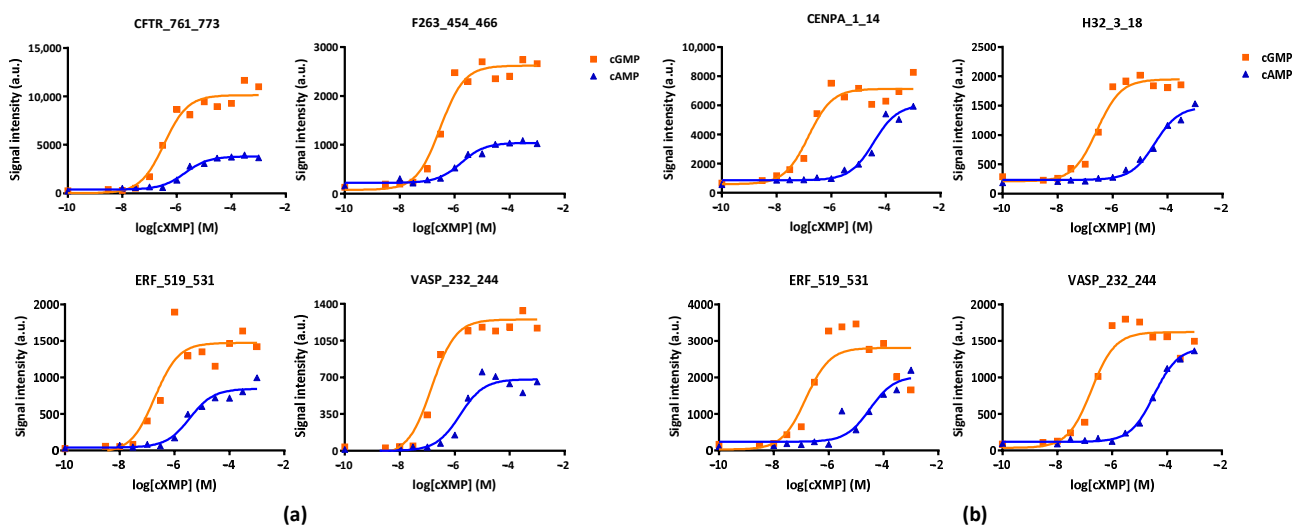 CFTR_761_773
Signal intensity (a.u.)
15,000
10,000
5000
0
−10 −8 −6 −4 −2
log[cXMP] (M)
F263_454_466
Signal intensity (a.u.)
3000
2000
1000
0
−10 −8 −6 −4 −2
log[cXMP] (M)
cGMP
cAMP
ERF_519_531
Signal intensity (a.u.)
2000
1500
1000
500
0
−10 −8 −6 −4 −2
log[cXMP] (M)
VASP_232_244
Signal intensity (a.u.)
1400
1050
700
350
0
−10 −8 −6 −4 −2
log[cXMP] (M)
(a)
CENPA_1_14
Signal intensity (a.u.)
10,000
8000
6000
4000
2000
0
−10 −8 −6 −4 −2
log[cXMP] (M)
H32_3_18
Signal intensity (a.u.)
2500
2000
1500
1000
500
0
−10 −8 −6 −4 −2
log[cXMP] (M)
cGMP
cAMP
ERF_519_531
Signal intensity (a.u.)
4000
3000
2000
1000
0
−10 −8 −6 −4 −2
log[cXMP] (M)
VASP_232_244
Signal intensity (a.u.)
2000
1500
1000
500
0
−10 −8 −6 −4 −2
log[cXMP] (M)
(b)